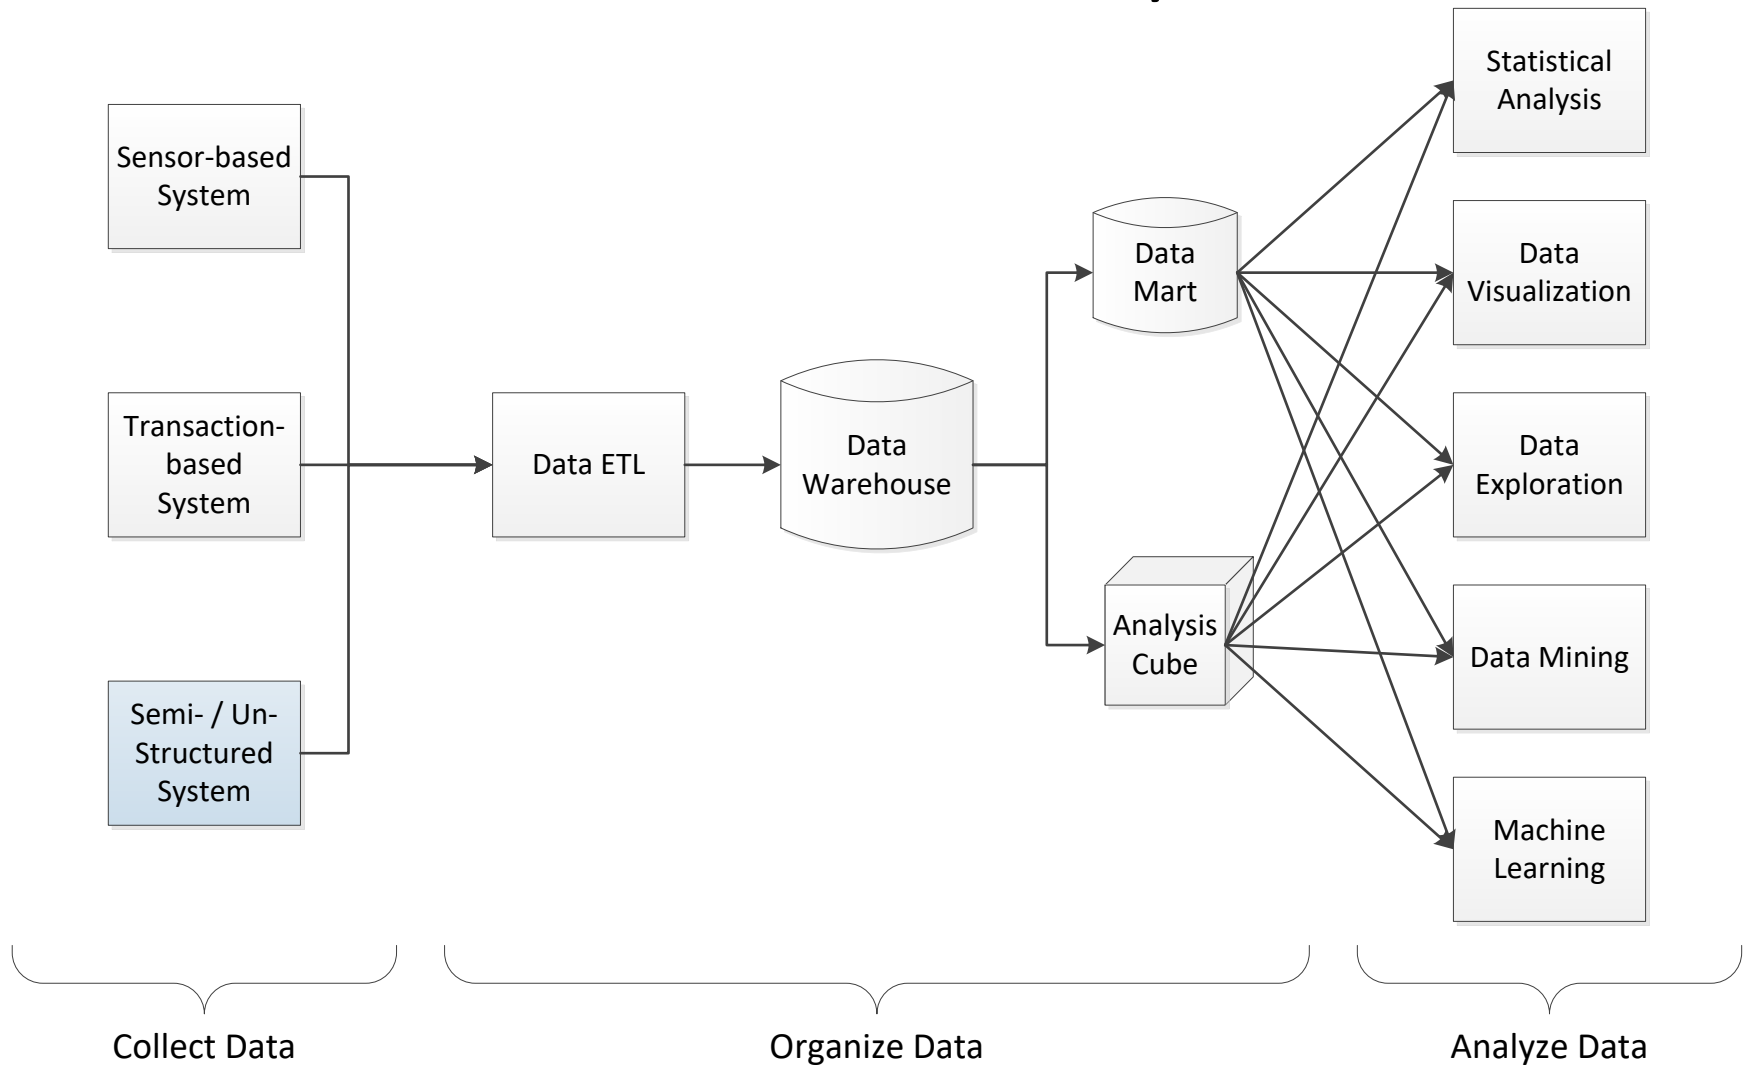 Sensor-based
System
Transaction-
based
System
Semi- / Un-
Structured
System
Data ETL
Data
Warehouse
Data
Mart
Analysis
Cube
Statistical
Analysis
Data
Visualization
Data
Exploration
Data Mining
Machine
Learning
Collect Data
Organize Data
Analyze Data